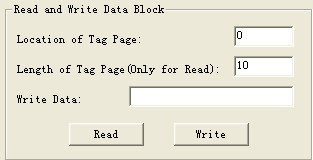 Read and Write Data Block
Location of Tag Page: 0
Length of Tag Page(Only for Read): 10
Write Data:
Read Write